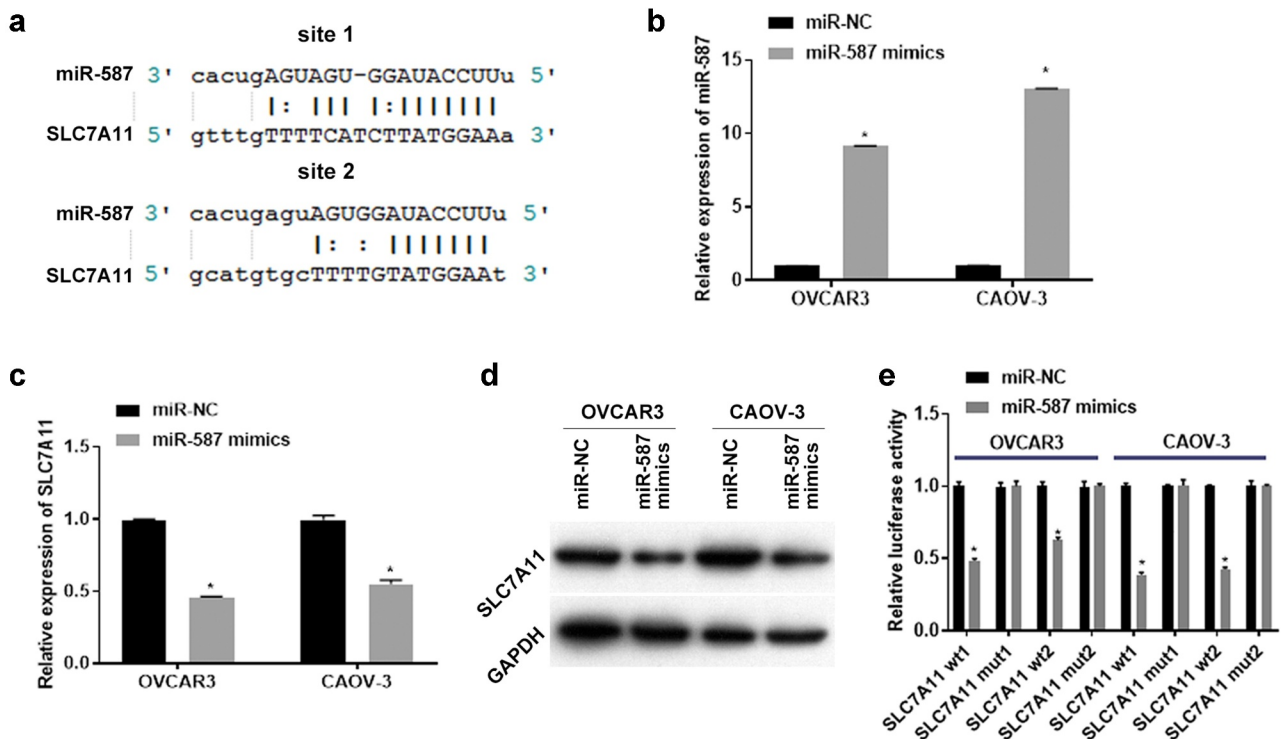 a
site 1
miR-587 3' cacugAGUAGU-GGAUACCUUu 5'
|: ||| |:|||||||
SLC7A11 5' gtttgTTTTCATCTTATGGAAa 3'
site 2
miR-587 3' cacugaguAGUGGAUACCUUu 5'
|: : |||||||
SLC7A11 5' gcatgtgcTTTTGTATGGAAt 3'
b
miR-NC
miR-587 mimics
Relative expression of miR-587
15
10
5
0
*
*
OVCAR3 CAOV-3
c
miR-NC
miR-587 mimics
Relative expression of SLC7A11
1.5
1.0
0.5
0.0
*
*
OVCAR3 CAOV-3
d
OVCAR3 CAOV-3
miR-NC
miR-587
mimics
miR-NC
miR-587
mimics
SLC7A11
GAPDH
e
miR-NC
miR-587 mimics
Relative luciferase activity
1.5
1.0
0.5
0.0
OVCAR3 CAOV-3
*
*
*
*
SLC7A11 wt1
SLC7A11 mut1
SLC7A11 wt2
SLC7A11 mut2
SLC7A11 wt1
SLC7A11 mut1
SLC7A11 wt2
SLC7A11 mut2